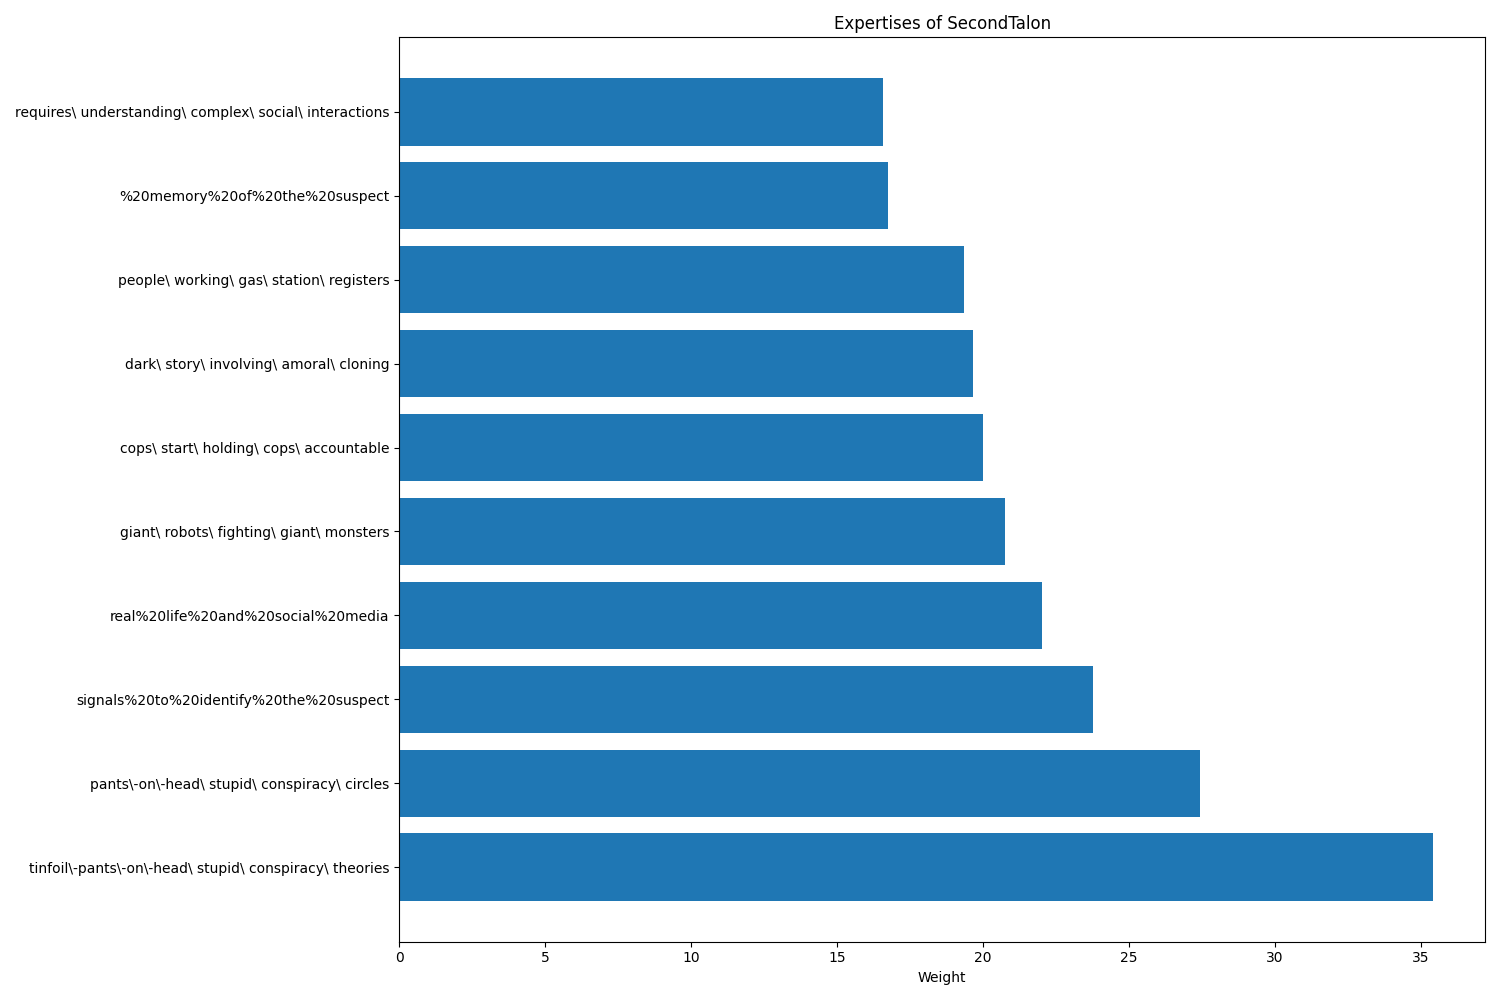 Expertises of SecondTalon
requires\ understanding\ complex\ social\ interactions
%20memory%20of%20the%20suspect
people\ working\ gas\ station\ registers
dark\ story\ involving\ amoral\ cloning
cops\ start\ holding\ cops\ accountable
giant\ robots\ fighting\ giant\ monsters
real%20life%20and%20social%20media
signals%20to%20identify%20the%20suspect
pants\-on\-head\ stupid\ conspiracy\ circles
tinfoil\-pants\-on\-head\ stupid\ conspiracy\ theories
0 5 10 15 20 25 30 35
Weight